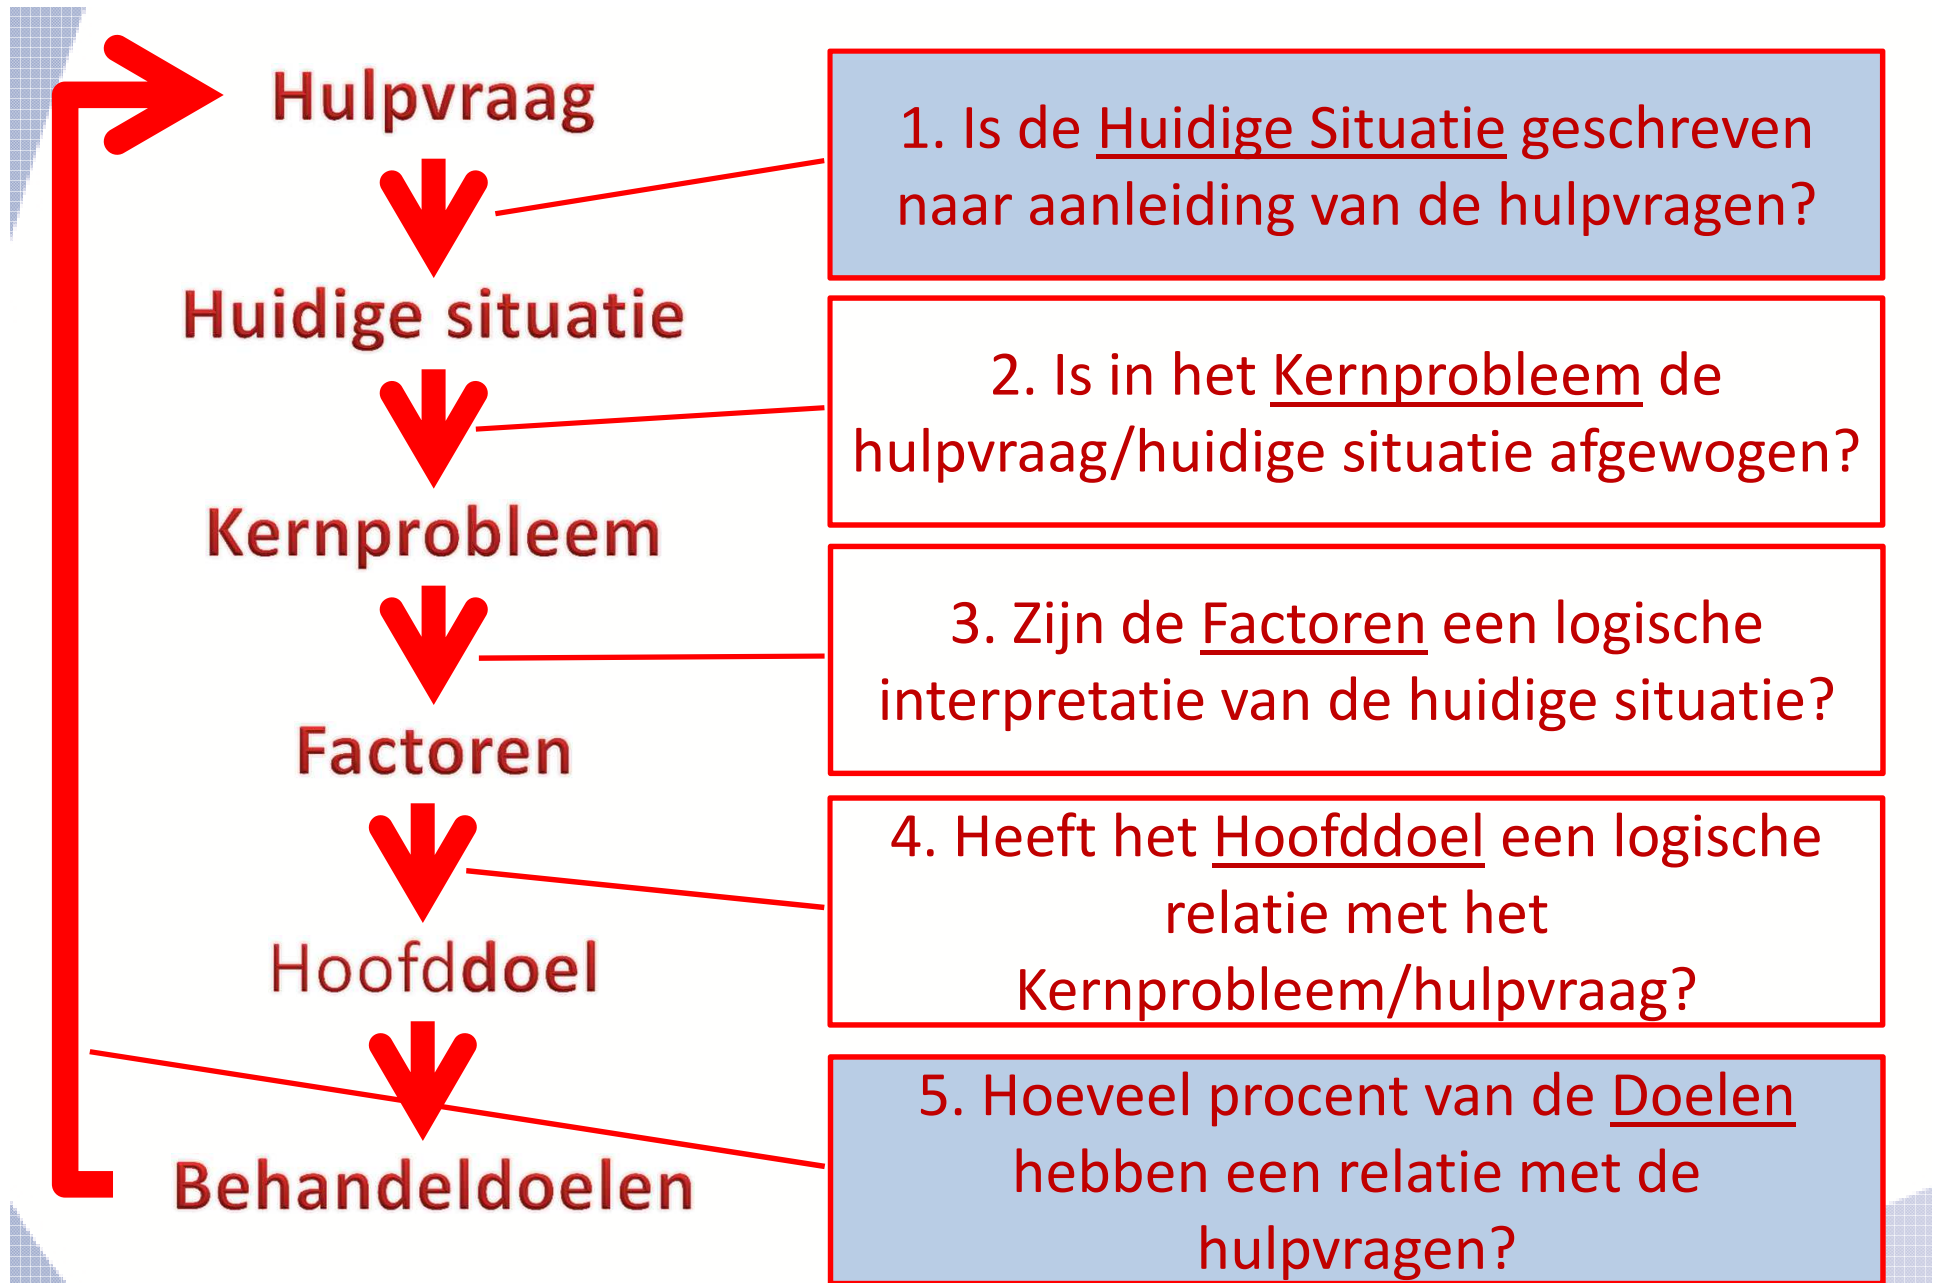 Hulpvraag
Huidige situatie
Kernprobleem
Factoren
Hoofddoel
Behandeldoelen
1. Is de Huidige Situatie geschreven
naar aanleiding van de hulpvragen?
2. Is in het Kernprobleem de
hulpvraag/huidige situatie afgewogen?
3. Zijn de Factoren een logische
interpretatie van de huidige situatie?
4. Heeft het Hoofddoel een logische
relatie met het
Kernprobleem/hulpvraag?
5. Hoeveel procent van de Doelen
hebben een relatie met de
hulpvragen?